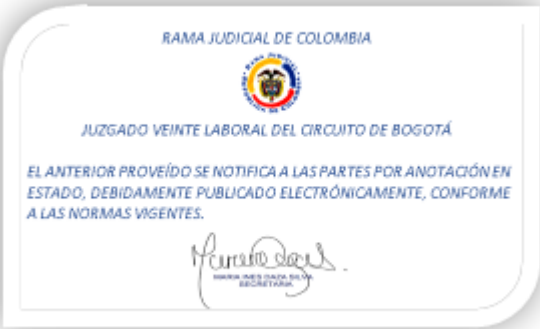 RAMA JUDICIAL DE COLOMBIA
JUZGADO VEINTE LABORAL DEL CIRCUITO DE BOGOTÁ
EL ANTERIOR PROVEÍDO SE NOTIFICA A LAS PARTES POR ANOTACIÓN EN
ESTADO, DEBIDAMENTE PUBLICADO ELECTRÓNICAMENTE, CONFORME
A LAS NORMAS VIGENTES.
MARIA INES DAZA SILVA
SECRETARIA